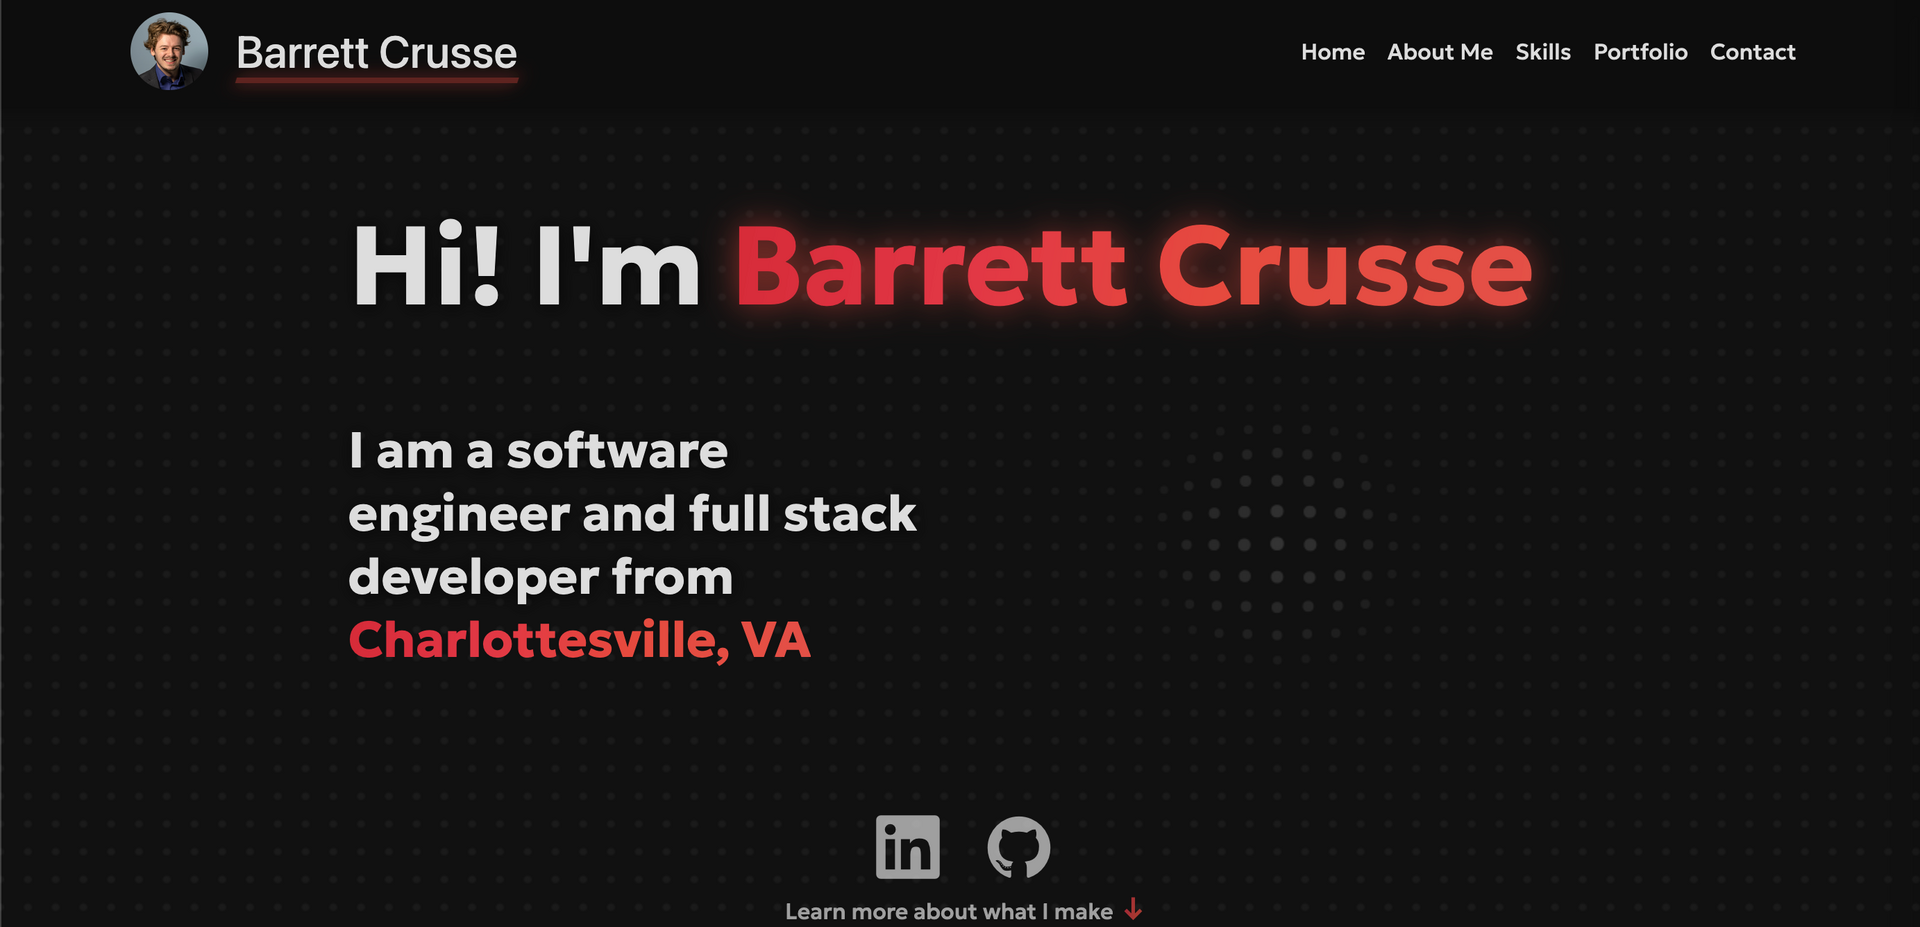 Barrett Crusse
Home About Me Skills Portfolio Contact
Hi! I'm Barrett Crusse
I am a software
engineer and full stack
developer from
Charlottesville, VA
in
Learn more about what I make ↓